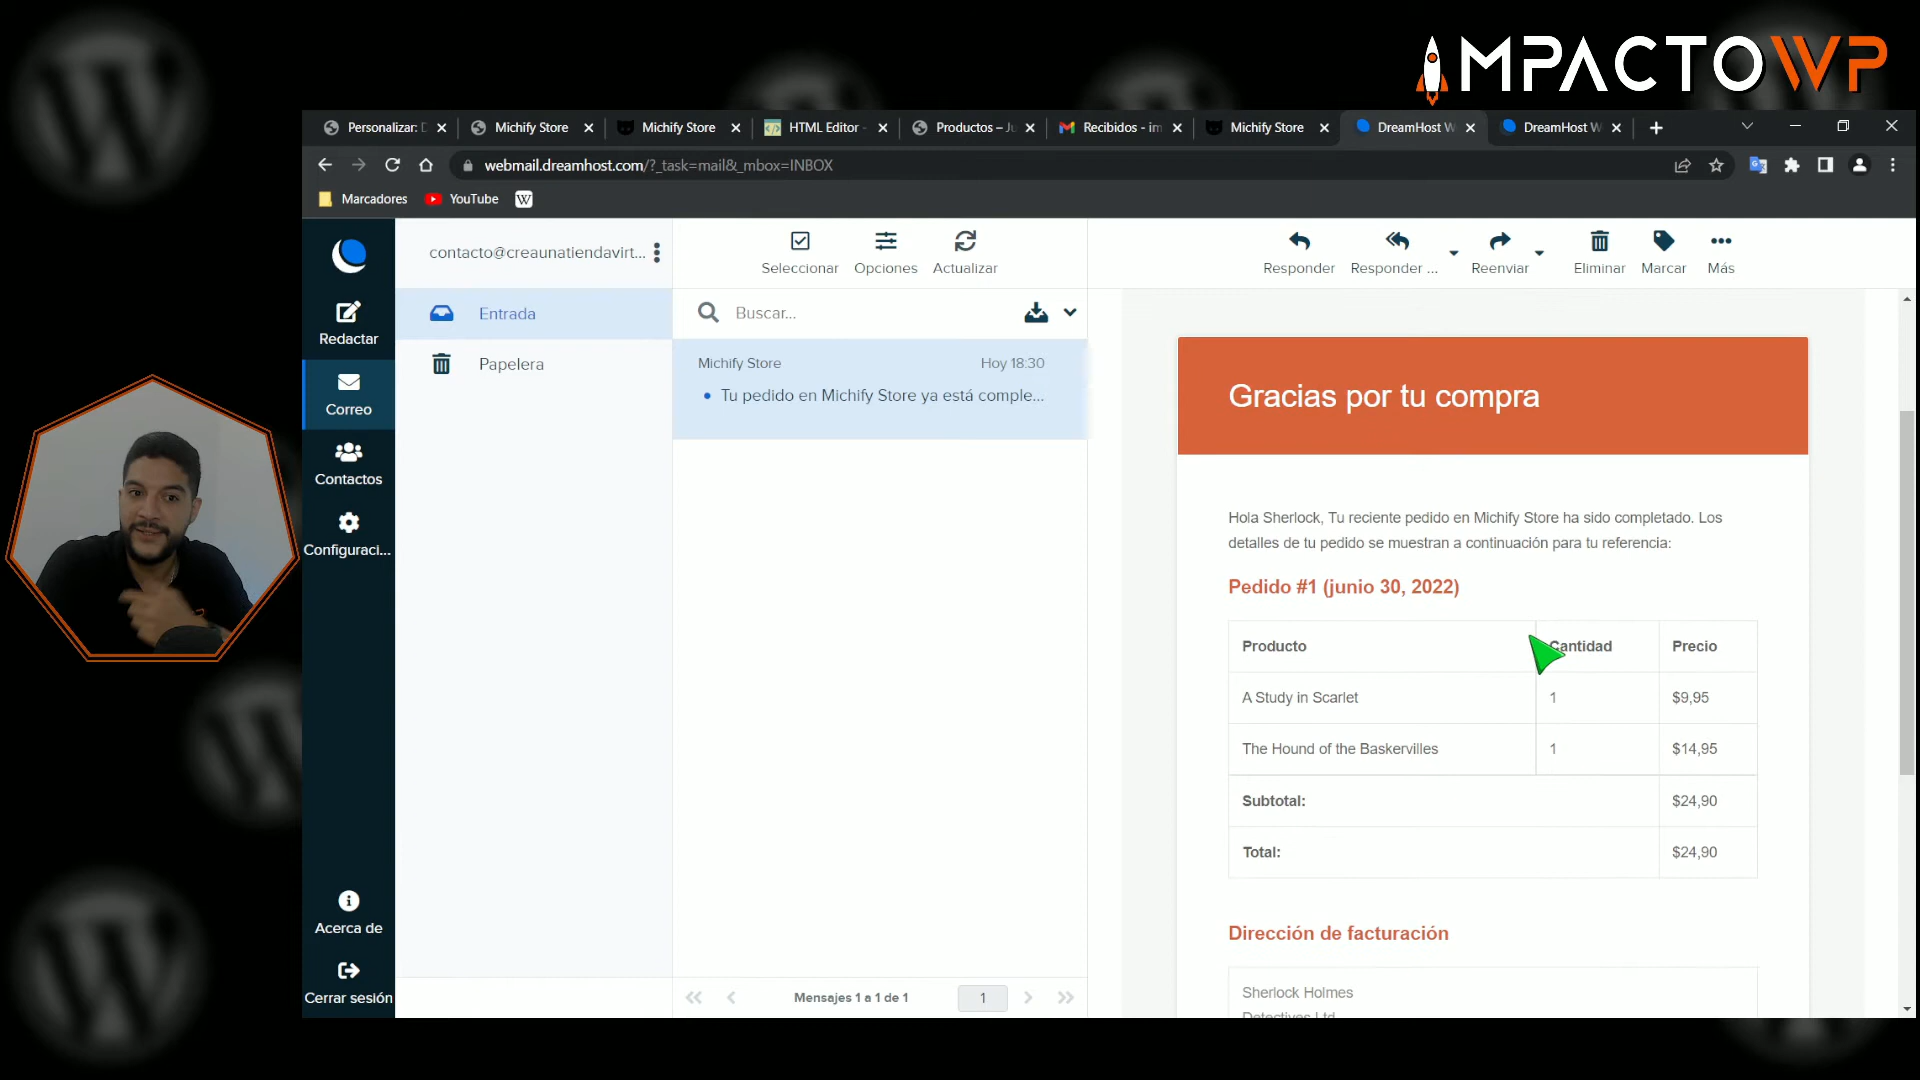 IMPACTOWP
Personalizar: D
Michify Store
Michify Store
HTML Editor -
Productos – Ju
Recibidos - im
Michify Store
DreamHost W
DreamHost W
webmail.dreamhost.com/?_task=mail&_mbox=INBOX
Marcadores
YouTube
contacto@creaunatiendavirt...
Seleccionar
Opciones
Actualizar
Responder
Responder ...
Reenviar
Eliminar
Marcar
Más
Redactar
Correo
Contactos
Configuraci...
Acerca de
Cerrar sesión
Entrada
Papelera
Buscar...
Michify Store
Hoy 18:30
Tu pedido en Michify Store ya está comple...
Mensajes 1 a 1 de 1
1
Gracias por tu compra
Hola Sherlock, Tu reciente pedido en Michify Store ha sido completado. Los
detalles de tu pedido se muestran a continuación para tu referencia:
Pedido #1 (junio 30, 2022)
Producto Cantidad Precio
A Study in Scarlet 1 $9,95
The Hound of the Baskervilles 1 $14,95
Subtotal: $24,90
Total: $24,90
Dirección de facturación
Sherlock Holmes
Detectives Ltd